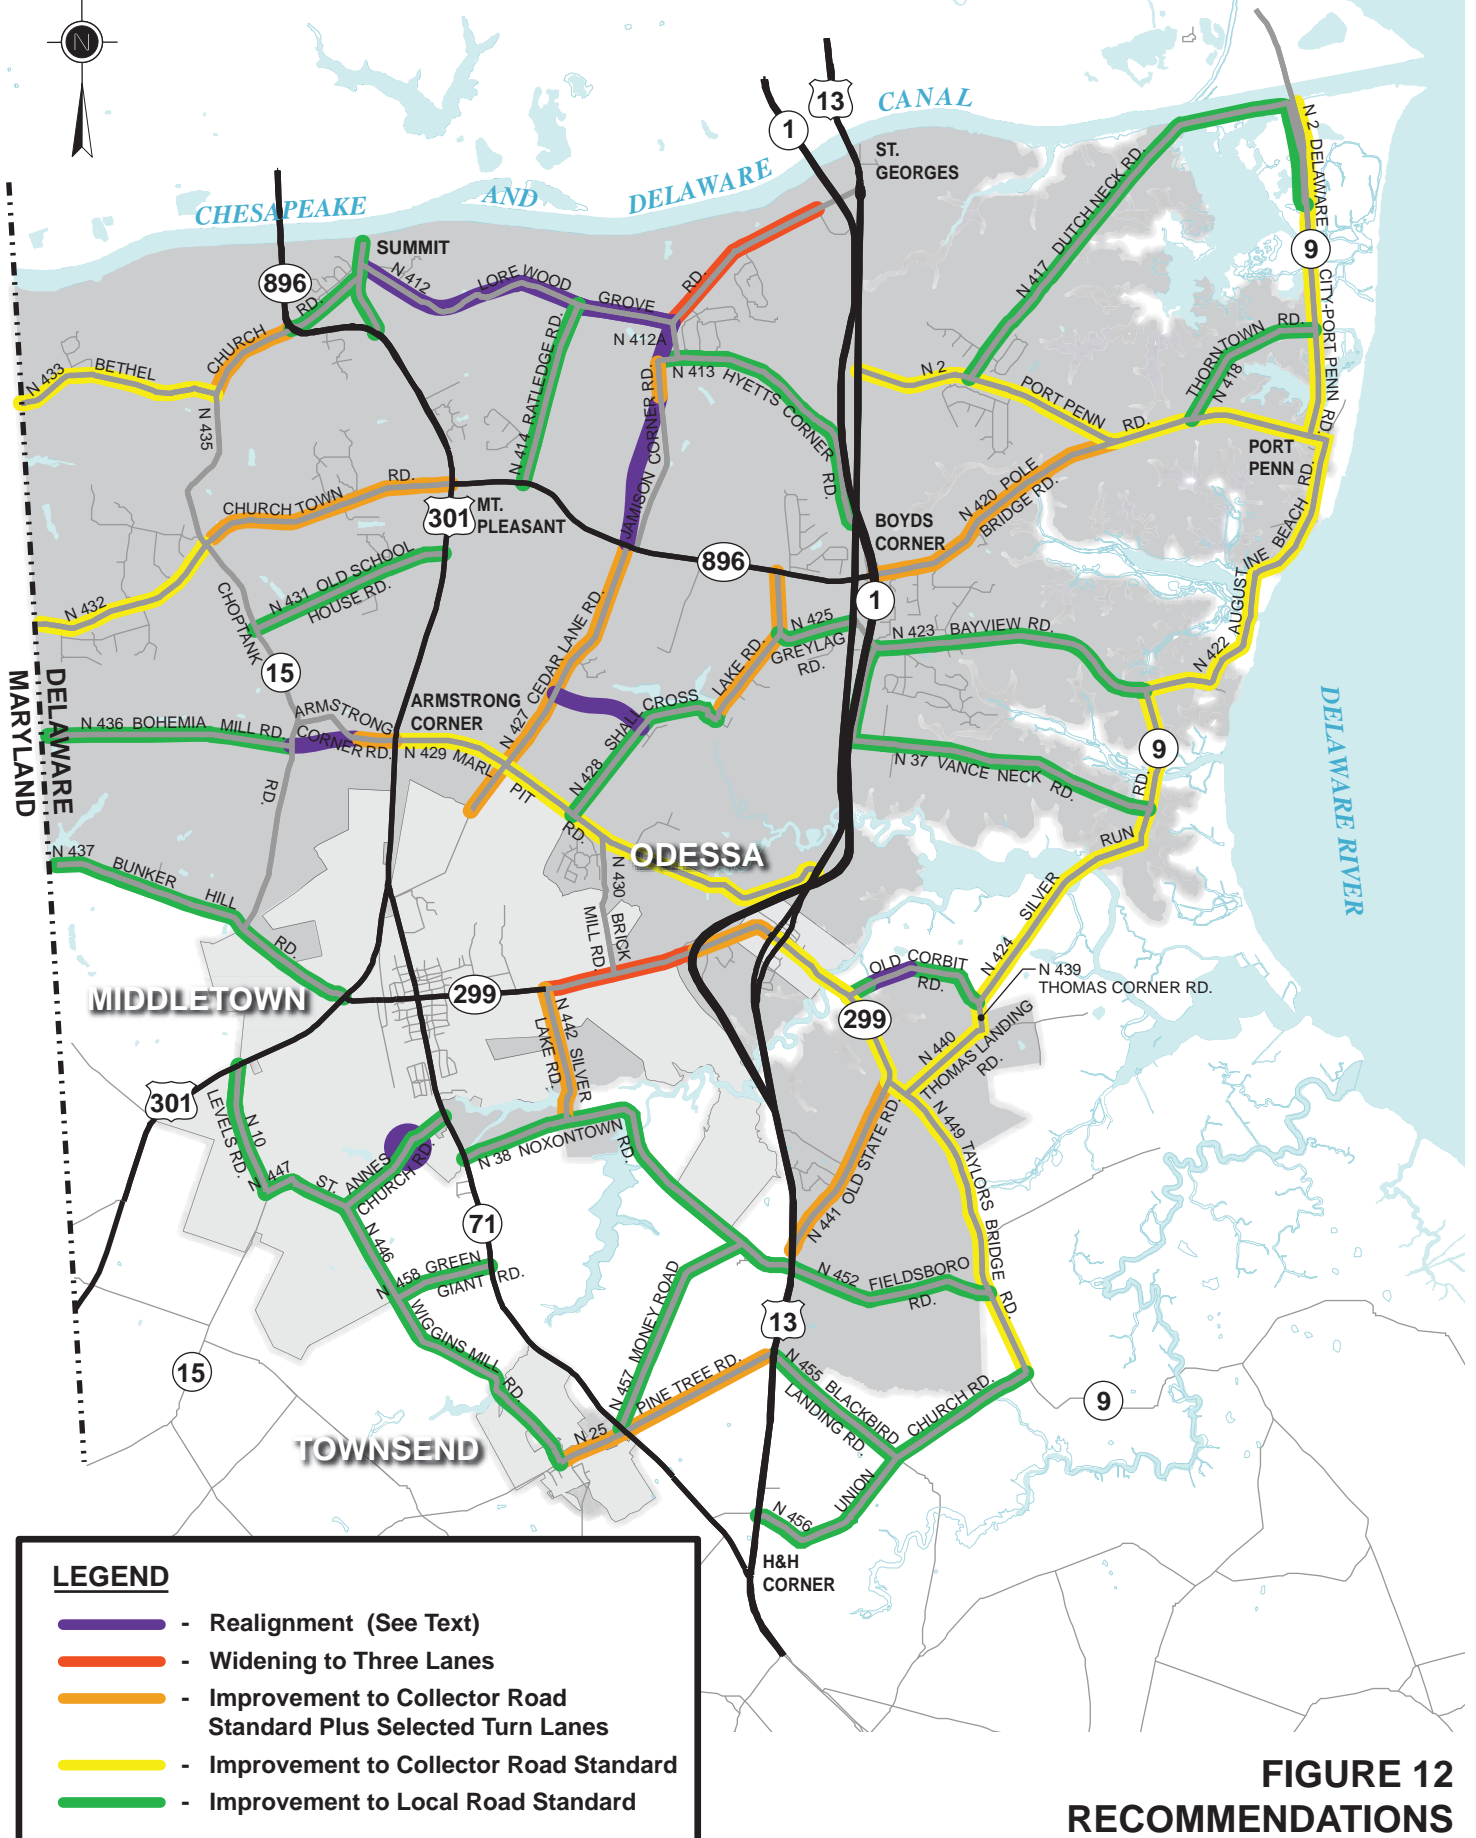 N
CHESAPEAKE
AND
DELAWARE
CANAL
13
1
ST.
GEORGES
SUMMIT
896
N 412
LOREWOOD
GROVE
RD.
N 412A
RD.
CHURCH
N 433
BETHEL
N 435
N 414 RATLEDGE RD.
N 413
HYETTS
CORNER
RD.
JAMISON CORNER RD.
N 417
DUTCH NECK RD.
N 2 DELAWARE
9
CITY-PORT PENN RD.
THORNTOWN
RD.
N 418
N 2
PORT PENN
RD.
PORT
PENN
CHURCH TOWN
RD.
301
MT.
PLEASANT
896
BOYDS
CORNER
N 420 POLE
BRIDGE RD.
1
N 431 OLD SCHOOL
HOUSE RD.
N 432
CHOPTANK
15
RD.
N 425
GREYLAG
RD.
N 423 BAYVIEW RD.
N 422 AUGUSTINE BEACH RD.
DELAWARE
MARYLAND
N 436 BOHEMIA
MILL RD.
ARMSTRONG
CORNER RD.
ARMSTRONG
CORNER
N 427 CEDAR LANE RD.
LAKE RD.
N 428 SHALLCROSS
N 429 MARL
PIT
RD.
N 37 VANCE NECK
RD.
9
RD.
RUN
SILVER
N 424
DELAWARE RIVER
N 437
BUNKER
HILL
RD.
ODESSA
N 430 BRICK
MILL RD.
MIDDLETOWN
299
OLD CORBIT
RD.
N 439
THOMAS CORNER RD.
299
N 440
THOMAS LANDING
RD.
N 442 SILVER
LAKE RD.
301
N 10
LEVELS RD.
N 447
ST. ANNES
CHURCH RD.
N 38 NOXONTOWN
RD.
N 441 OLD STATE RD.
N 449 TAYLORS BRIDGE RD.
71
N 446
N 458 GREEN
GIANT RD.
WIGGINS MILL
RD.
N 452 FIELDSBORO
RD.
13
N 457 MONEY ROAD
N 25
PINE TREE RD.
N 455 BLACKBIRD
LANDING RD.
CHURCH RD.
UNION
N 456
15
9
TOWNSEND
H&H
CORNER
LEGEND
- Realignment (See Text)
- Widening to Three Lanes
- Improvement to Collector Road
Standard Plus Selected Turn Lanes
- Improvement to Collector Road Standard
- Improvement to Local Road Standard
FIGURE 12
RECOMMENDATIONS